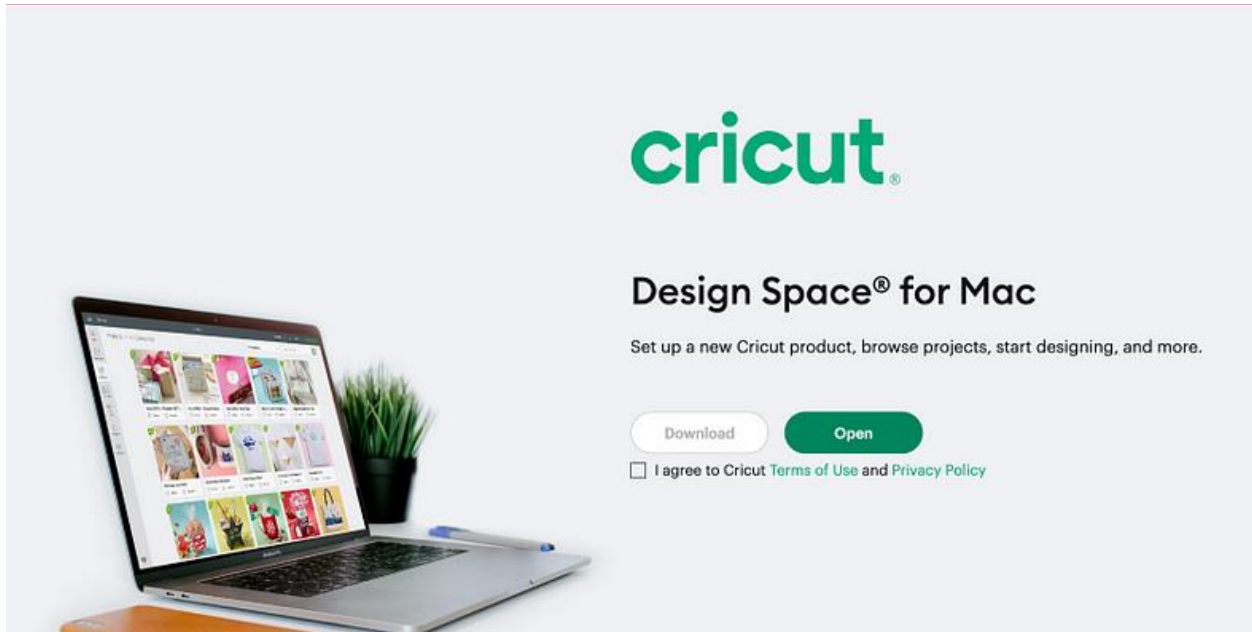 cricut®
Design Space® for Mac
Set up a new Cricut product, browse projects, start designing, and more.
Download Open
I agree to Cricut Terms of Use and Privacy Policy